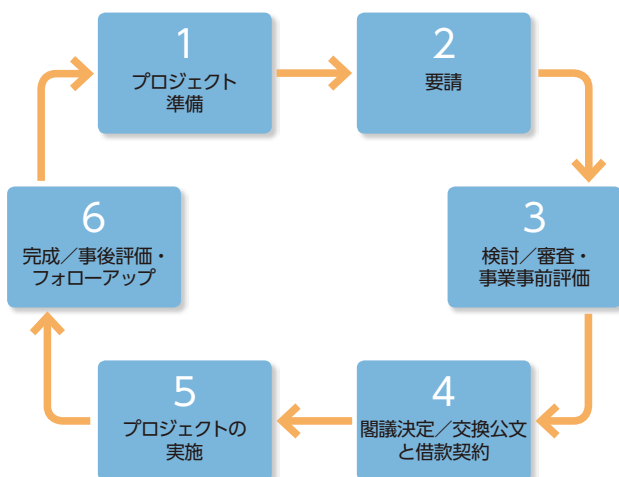 1
プロジェクト
準備
2
要請
3
検討／審査・
事業事前評価
4
閣議決定／交換公文
と借款契約
5
プロジェクトの
実施
6
完成／事後評価・
フォローアップ